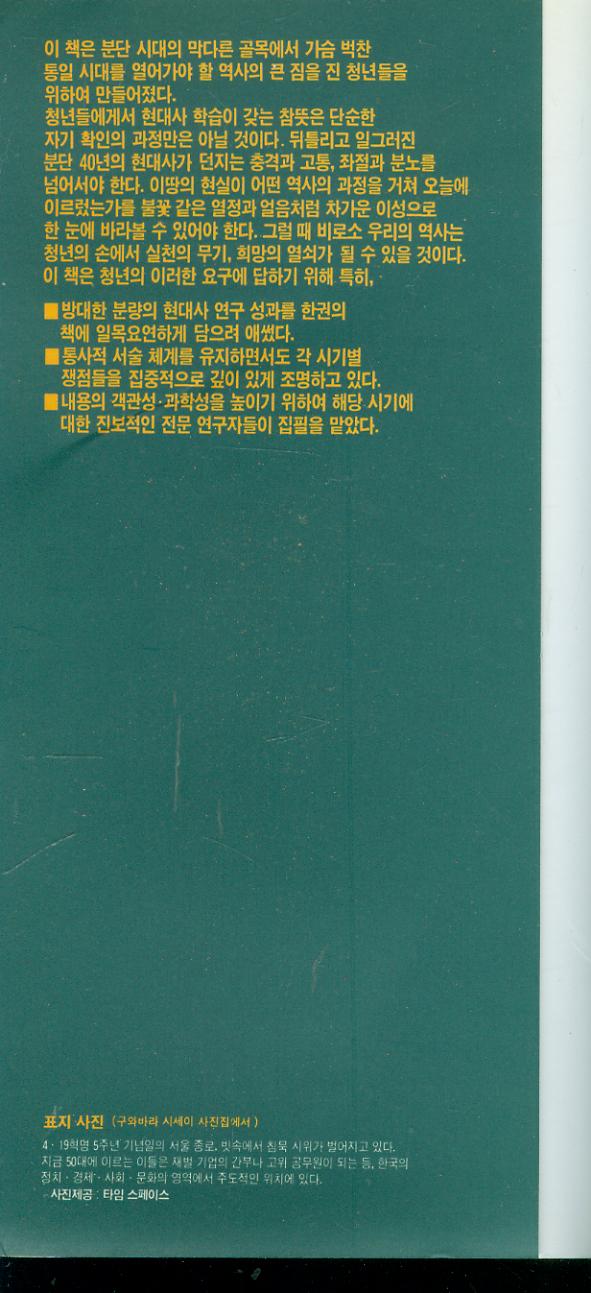 이 책은 분단 시대의 막다른 골목에서 가슴 벅찬
통일 시대를 열어가야 할 역사의 큰 짐을 진 청년들을
위하여 만들어졌다.
청년들에게서 현대사 학습이 갖는 참뜻은 단순한
자기 확인의 과정만은 아닐 것이다. 뒤틀리고 일그러진
분단 40년의 현대사가 던지는 충격과 고통, 좌절과 분노를
넘어서야 한다. 이땅의 현실이 어떤 역사의 과정을 거쳐 오늘에
이르렀는가를 불꽃 같은 열정과 얼음처럼 차가운 이성으로
한 눈에 바라볼 수 있어야 한다. 그럴 때 비로소 우리의 역사는
청년의 손에서 실천의 무기, 희망의 열쇠가 될 수 있을 것이다.
이 책은 청년의 이러한 요구에 답하기 위해 특히,
■방대한 분량의 현대사 연구 성과를 한권의
책에 일목요연하게 담으려 애썼다.
■통사적 서술 체계를 유지하면서도 각 시기별
쟁점들을 집중적으로 깊이 있게 조명하고 있다.
■내용의 객관성·과학성을 높이기 위하여 해당 시기에
대한 진보적인 전문 연구자들이 집필을 맡았다.
표지 사진 (구와바라 시세이 사진집에서)
4·19혁명 5주년 기념일의 서울 종로. 빗속에서 침묵 시위가 벌어지고 있다.
지금 50대에 이르는 이들은 재벌 기업의 간부나 고위 공무원이 되는 등, 한국의
정치·경제·사회·문화의 영역에서 주도적인 위치에 있다.
사진제공 : 타임 스페이스